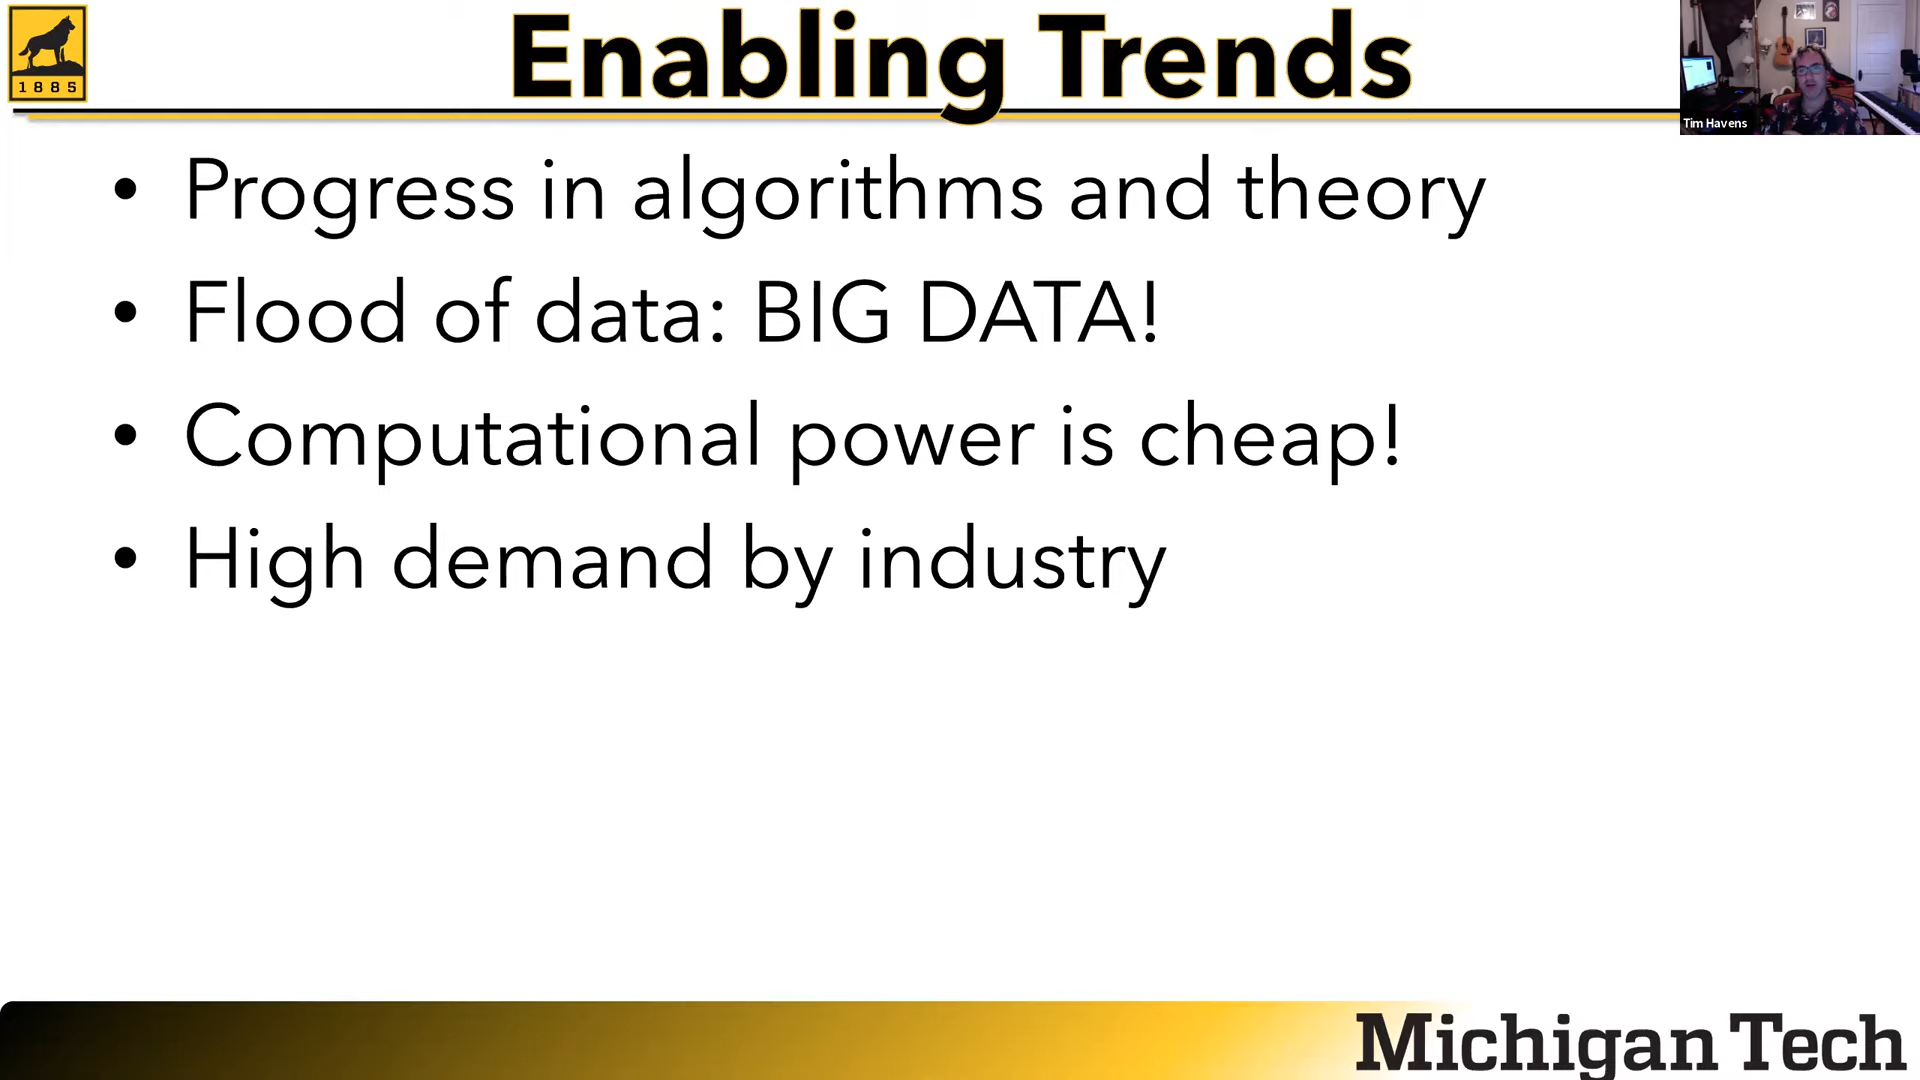 Enabling Trends
1885
Tim Havens
• Progress in algorithms and theory
• Flood of data: BIG DATA!
• Computational power is cheap!
• High demand by industry
Michigan Tech